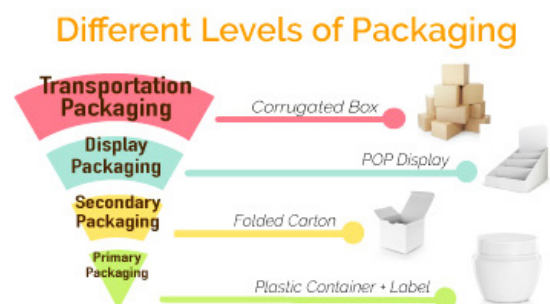 Different Levels of Packaging
Transportation
Packaging
Corrugated Box
Display
Packaging
POP Display
Secondary
Packaging
Folded Carton
Primary
Packaging
Plastic Container + Label